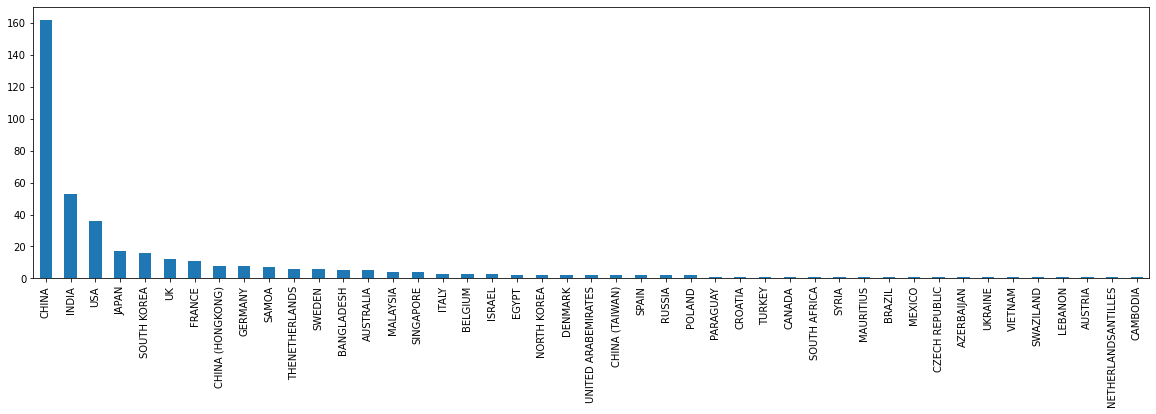 160
140
120
100
80
60
40
20
0
CHINA
INDIA
USA
JAPAN
SOUTH KOREA
UK
FRANCE
CHINA (HONGKONG)
GERMANY
SAMOA
THENETHERLANDS
SWEDEN
BANGLADESH
AUSTRALIA
MALAYSIA
SINGAPORE
ITALY
BELGIUM
ISRAEL
EGYPT
NORTH KOREA
DENMARK
UNITED ARABEMIRATES
CHINA (TAIWAN)
SPAIN
RUSSIA
POLAND
PARAGUAY
CROATIA
TURKEY
CANADA
SOUTH AFRICA
SYRIA
MAURITIUS
BRAZIL
MEXICO
CZECH REPUBLIC
AZERBAIJAN
UKRAINE
VIETNAM
SWAZILAND
LEBANON
AUSTRIA
NETHERLANDSANTILLES
CAMBODIA